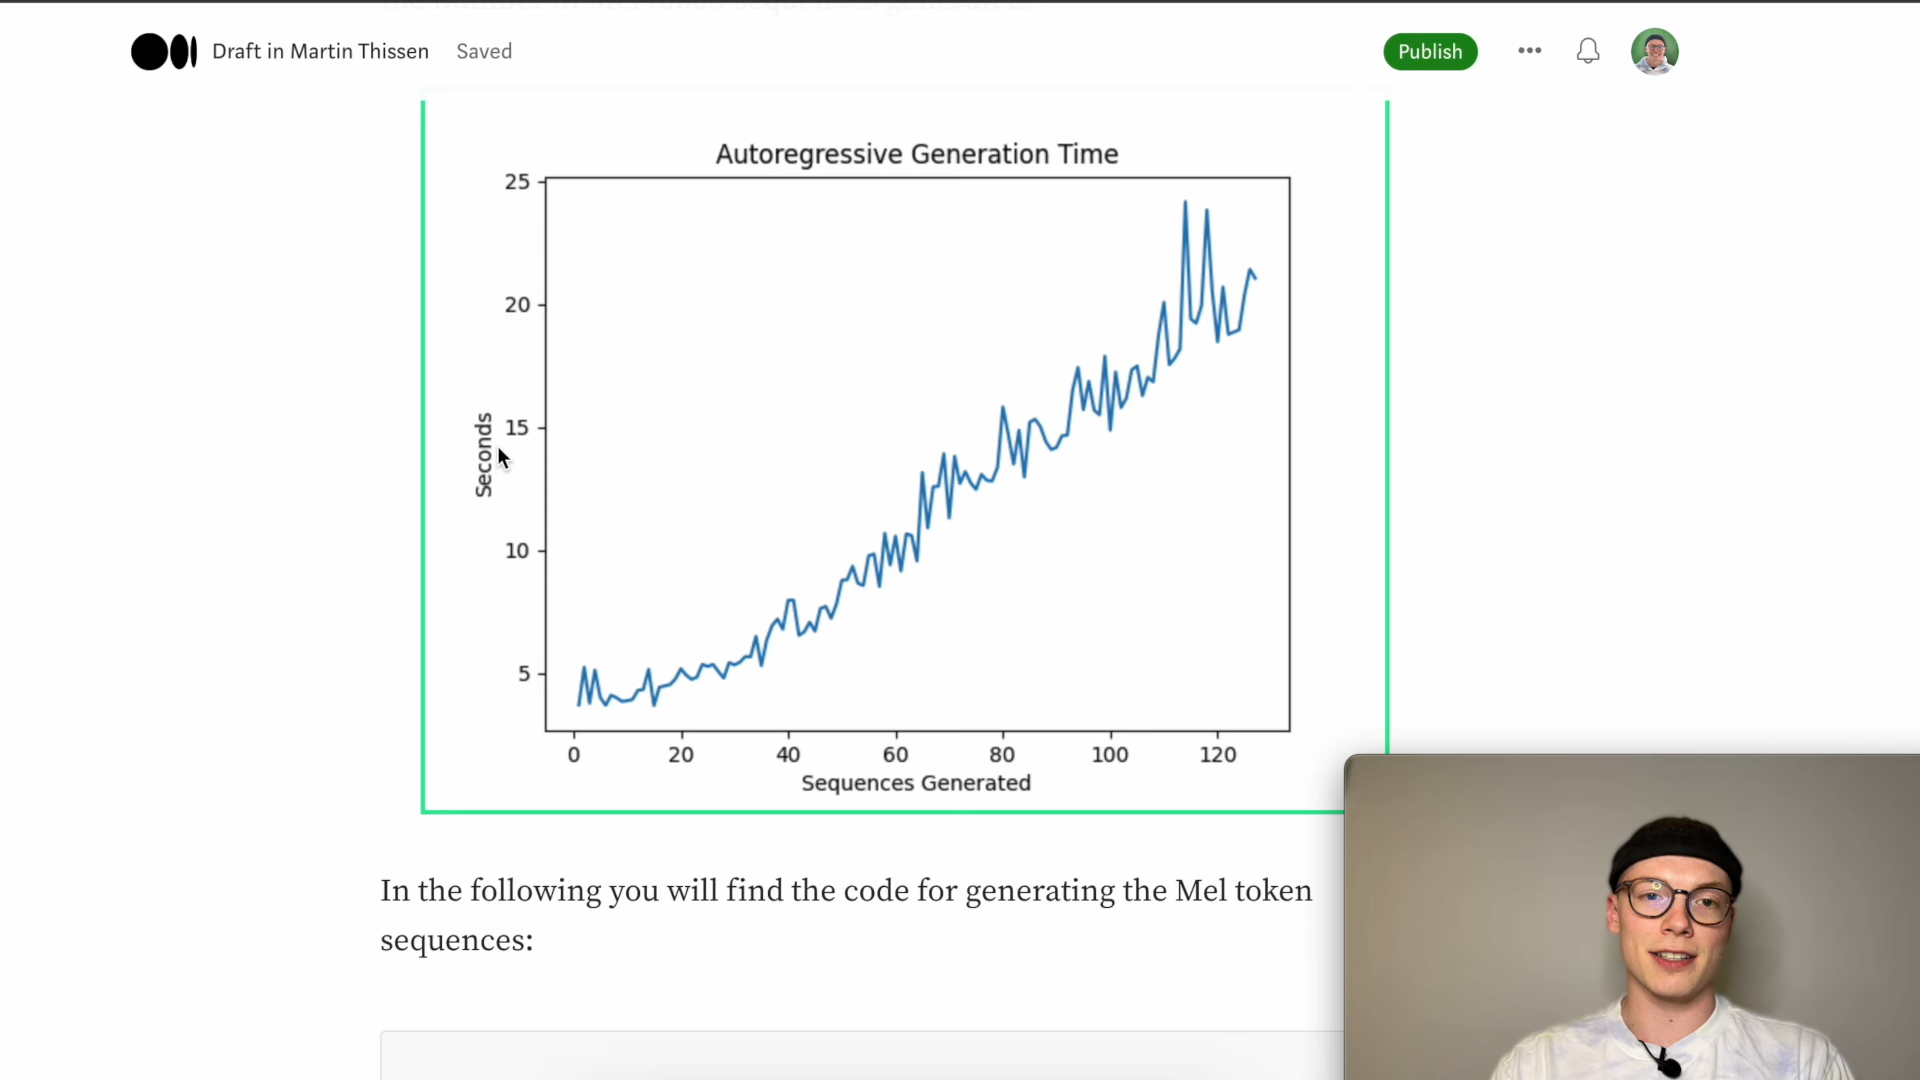 Draft in Martin Thissen Saved
Publish
Autoregressive Generation Time
25
20
15
10
5
Seconds
0 20 40 60 80 100 120
Sequences Generated
In the following you will find the code for generating the Mel token
sequences: